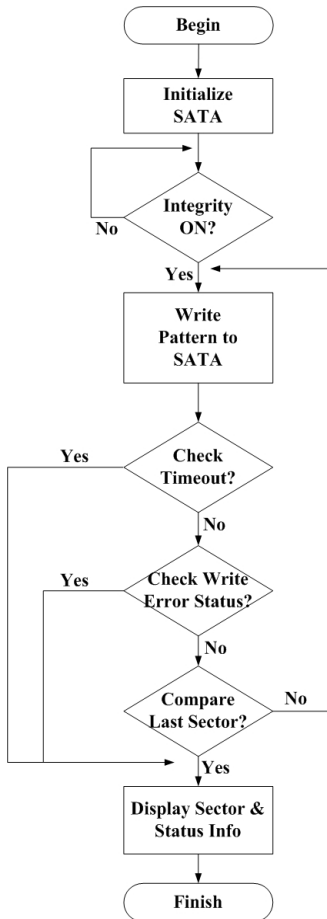 Begin
Initialize
SATA
Integrity
ON?
No
Yes
Write
Pattern to
SATA
Yes
Check
Timeout?
No
Yes
Check Write
Error Status?
No
Compare
Last Sector?
No
Yes
Display Sector &
Status Info
Finish